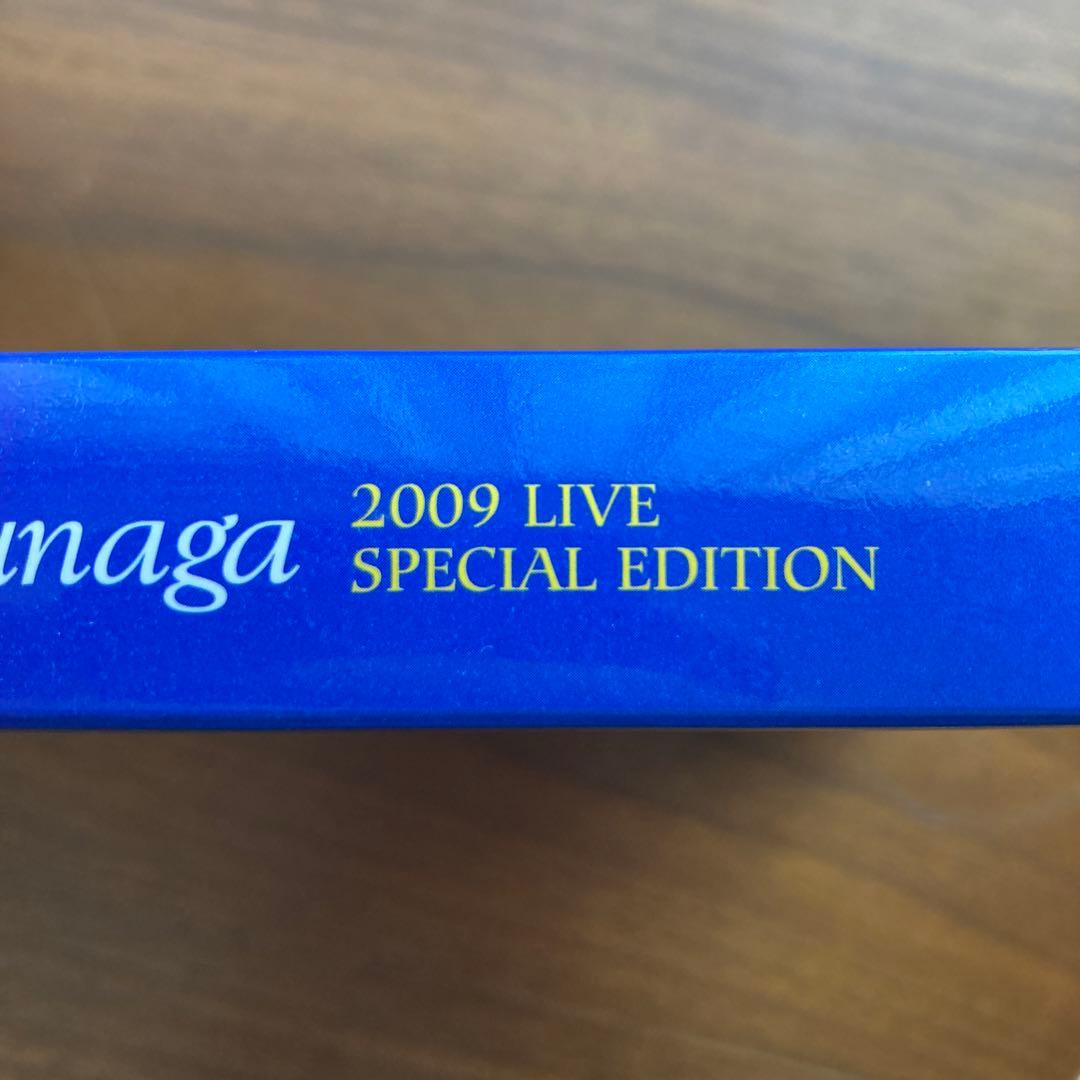 unaga
2009 LIVE
SPECIAL EDITION